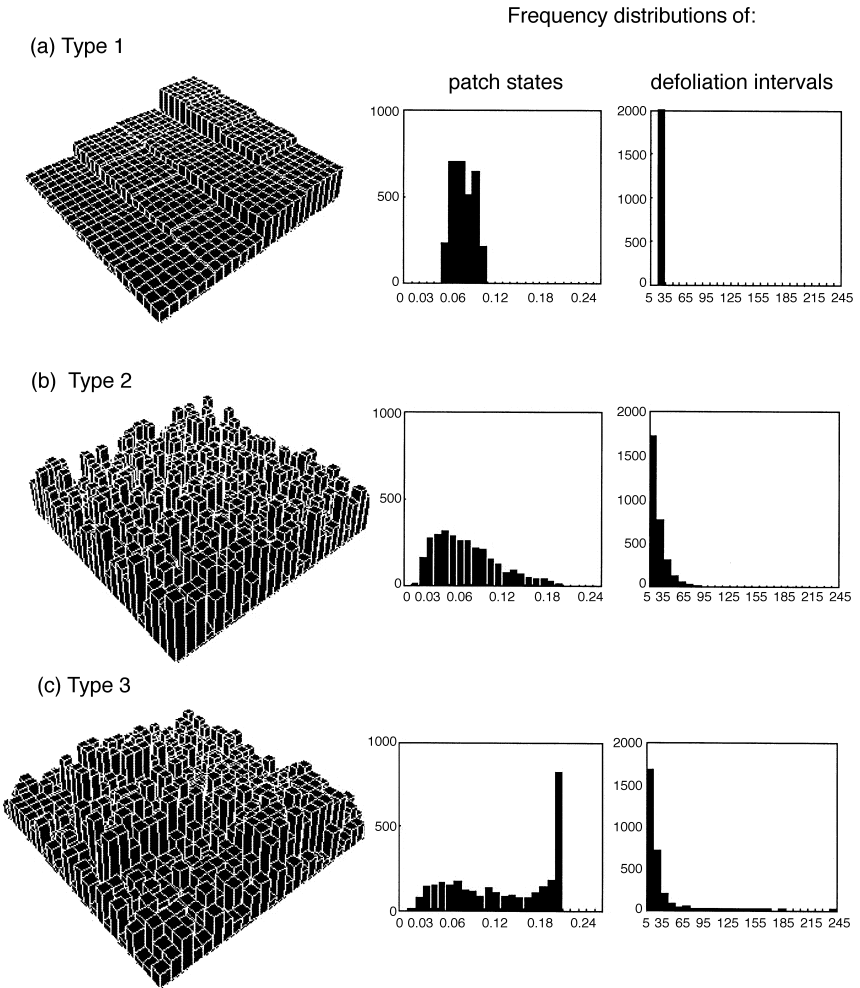 Frequency distributions of:
(a) Type 1
patch states
defoliation intervals
1000
500
0
0 0.03 0.06 0.12 0.18 0.24
2000
1500
1000
500
0
5 35 65 95 125 155 185 215 245
(b) Type 2
1000
500
0
0 0.03 0.06 0.12 0.18 0.24
2000
1500
1000
500
0
5 35 65 95 125 155 185 215 245
(c) Type 3
1000
500
0
0 0.03 0.06 0.12 0.18 0.24
2000
1500
1000
500
0
5 35 65 95 125 155 185 215 245